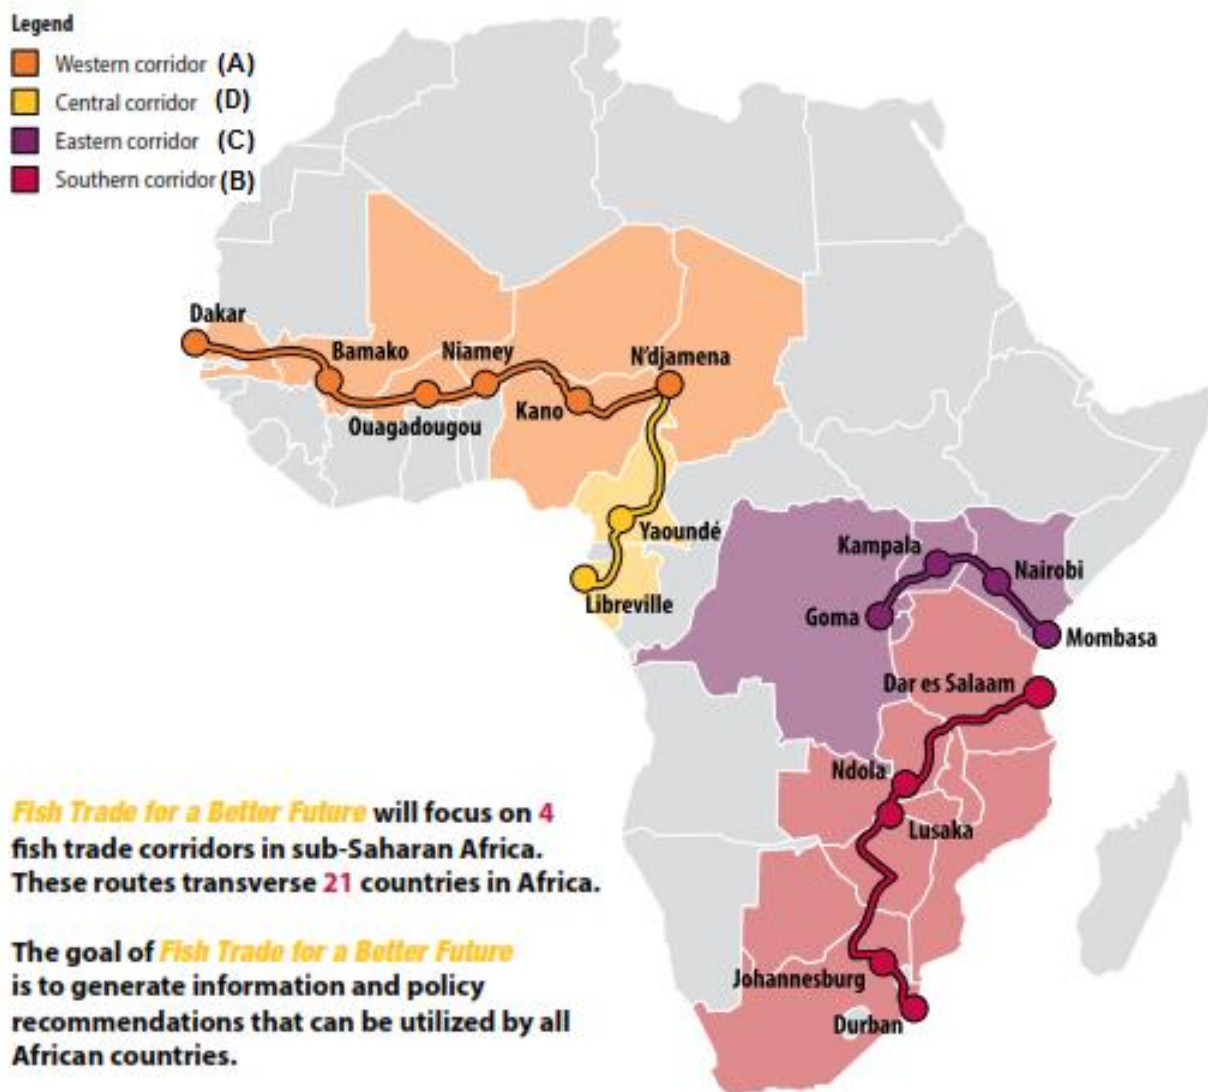 Legend
Western corridor (A)
Central corridor (D)
Eastern corridor (C)
Southern corridor (B)
Dakar
Bamako
Niamey
N'djamena
Kano
Ouagadougou
Yaoundé
Libreville
Kampala
Nairobi
Goma
Mombasa
Dar es Salaam
Ndola
Lusaka
Johannesburg
Durban
Fish Trade for a Better Future will focus on 4
fish trade corridors in sub-Saharan Africa.
These routes transverse 21 countries in Africa.
The goal of Fish Trade for a Better Future
is to generate information and policy
recommendations that can be utilized by all
African countries.